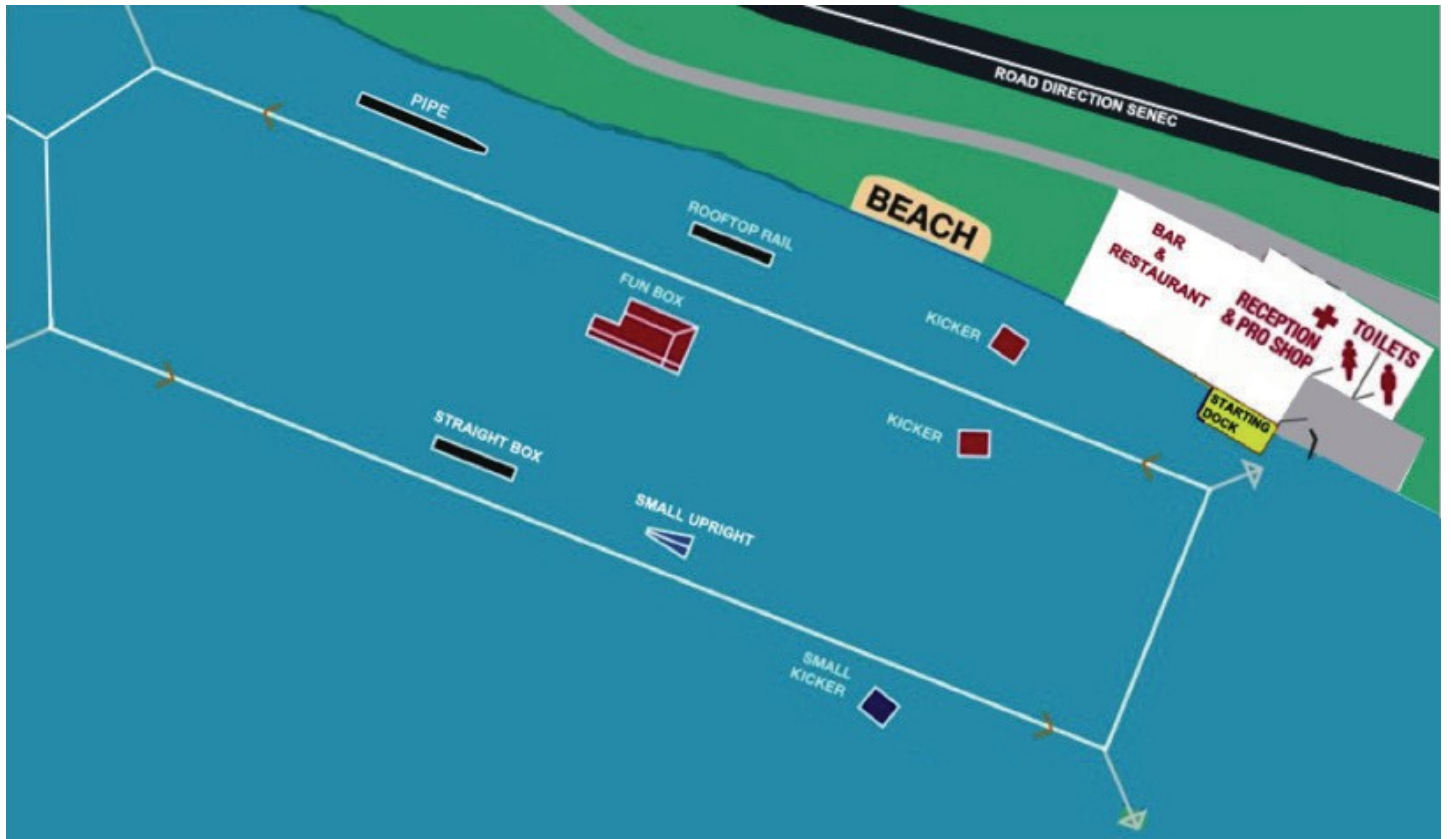 ROAD DIRECTION SENEC
PIPE
BEACH
ROOFTOP RAIL
BAR
&
RESTAURANT
FUN BOX
RECEPTION
& PRO SHOP
TOILETS
KICKER
STARTING
DOCK
KICKER
STRAIGHT BOX
SMALL UPRIGHT
SMALL
KICKER